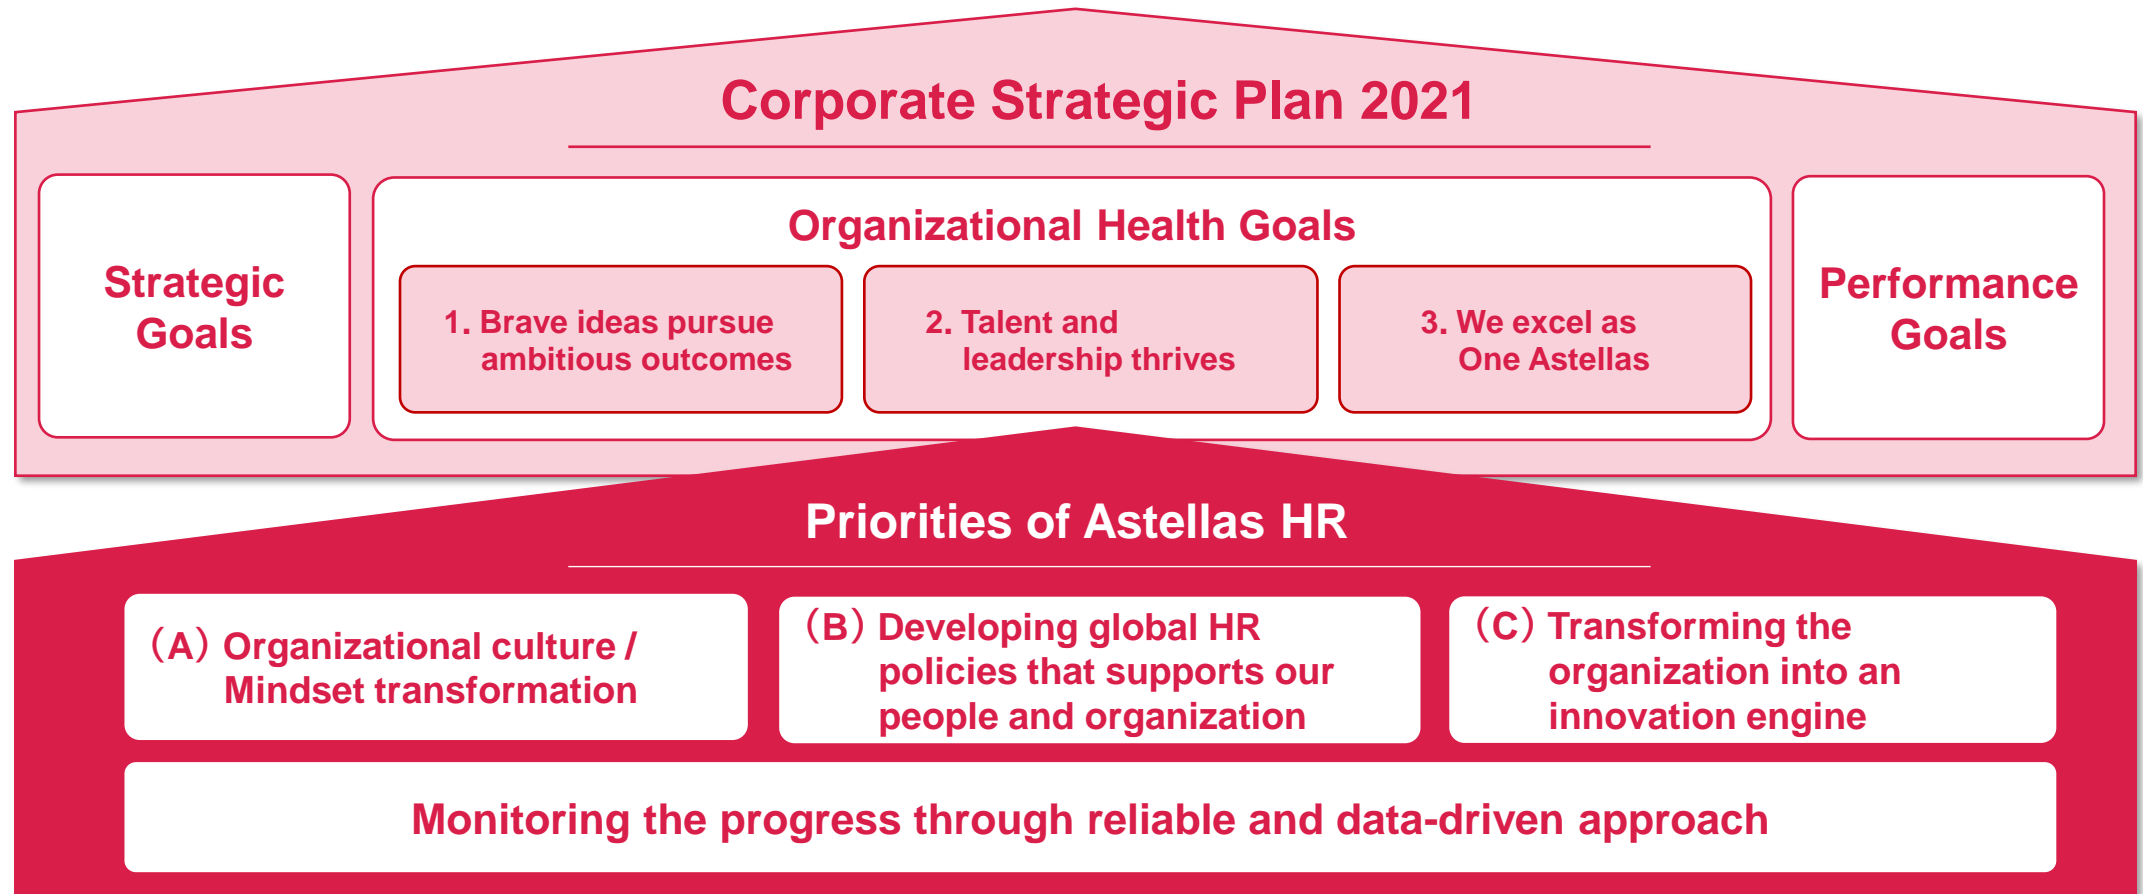 Corporate Strategic Plan 2021
Strategic
Goals
Organizational Health Goals
1. Brave ideas pursue
ambitious outcomes
2. Talent and
leadership thrives
3. We excel as
One Astellas
Performance
Goals
Priorities of Astellas HR
（A）Organizational culture /
Mindset transformation
（B）Developing global HR
policies that supports our
people and organization
（C）Transforming the
organization into an
innovation engine
Monitoring the progress through reliable and data-driven approach